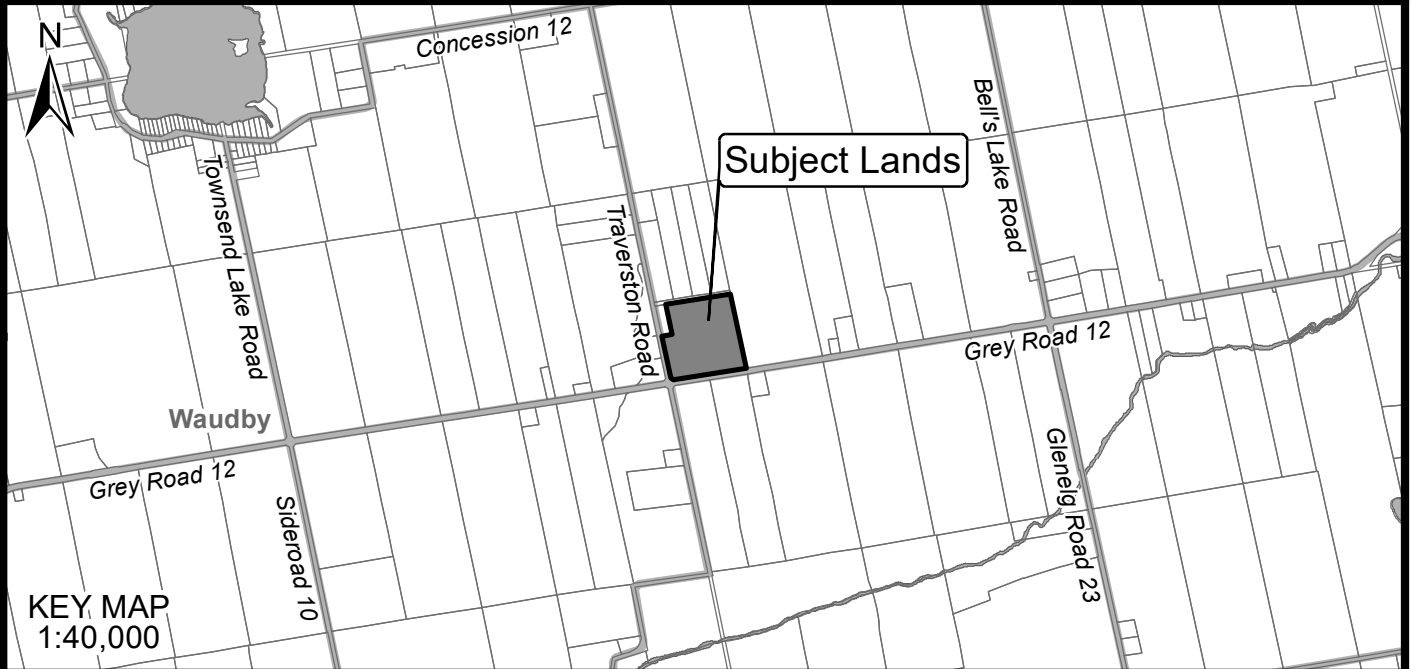 N
Concession 12
Bell's Lake Road
Subject Lands
Townsend Lake Road
Traverston Road
Grey Road 12
Waudby
Grey Road 12
Glenelg Road 23
Sideroad 10
KEY MAP
1:40,000